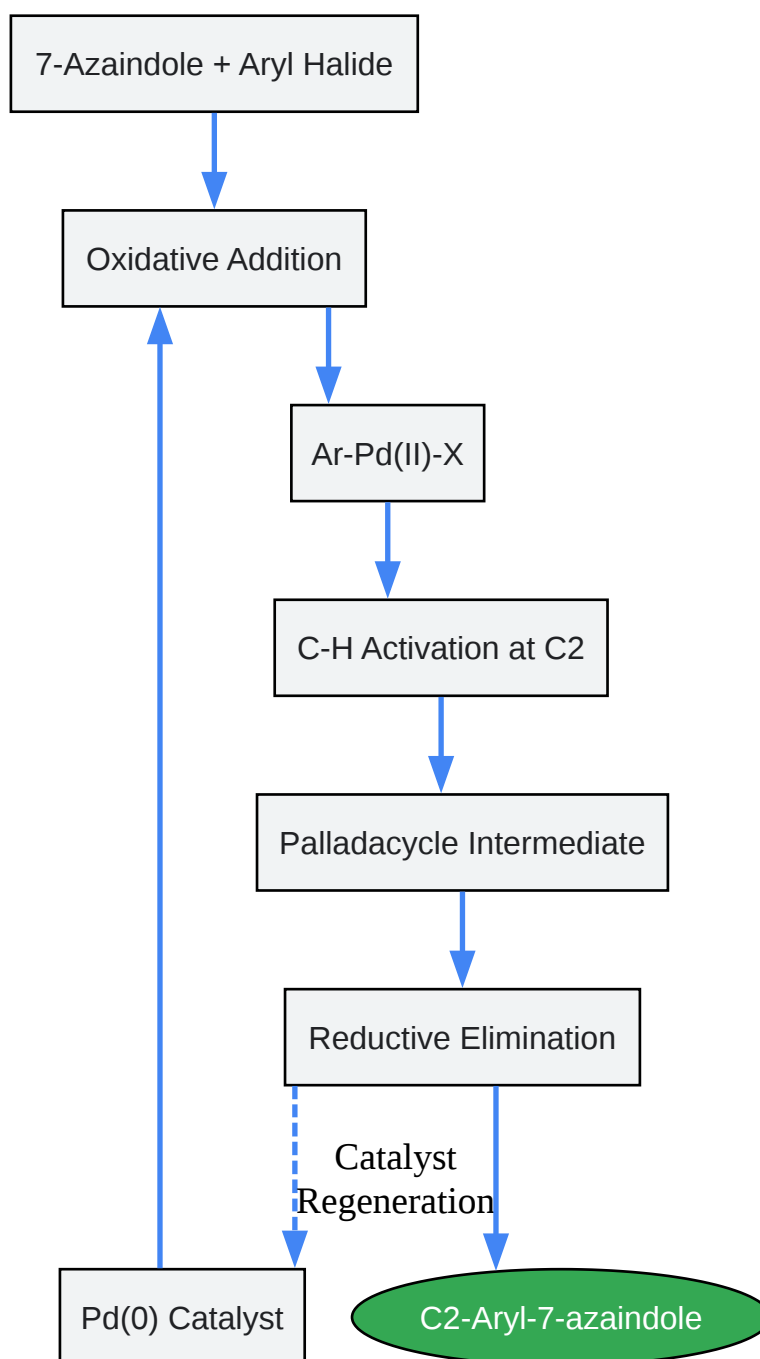 7-Azaindole + Aryl Halide
Oxidative Addition
Ar-Pd(II)-X
C-H Activation at C2
Palladacycle Intermediate
Reductive Elimination
Catalyst
Regeneration
Pd(0) Catalyst
C2-Aryl-7-azaindole